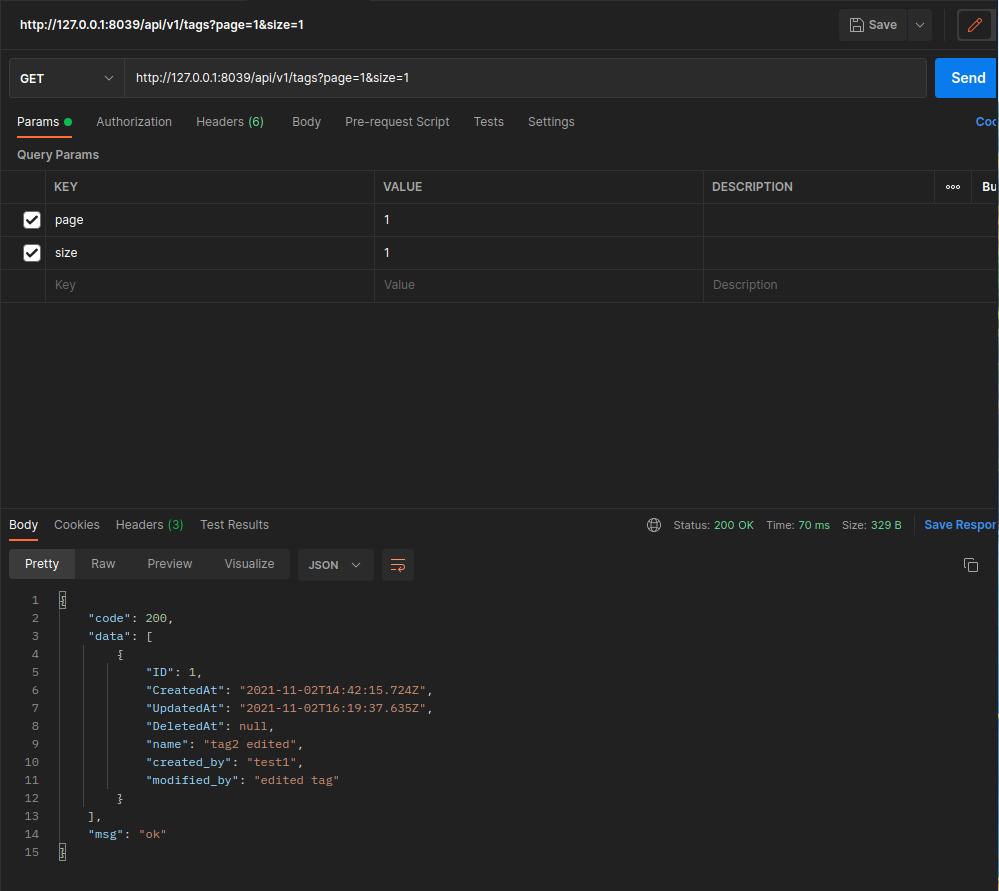 http://127.0.0.1:8039/api/v1/tags?page=1&size=1 Save
GET http://127.0.0.1:8039/api/v1/tags?page=1&size=1 Send
Params Authorization Headers (6) Body Pre-request Script Tests Settings Coo
Query Params
KEY VALUE DESCRIPTION ooo Bu
page 1
size 1
Key Value Description
Body Cookies Headers (3) Test Results Status: 200 OK Time: 70 ms Size: 329 B Save Respor
Pretty Raw Preview Visualize JSON
1 {
2 "code": 200,
3 "data": [
4 {
5 "ID": 1,
6 "CreatedAt": "2021-11-02T14:42:15.724Z",
7 "UpdatedAt": "2021-11-02T16:19:37.635Z",
8 "DeletedAt": null,
9 "name": "tag2 edited",
10 "created_by": "test1",
11 "modified_by": "edited tag"
12 }
13 ],
14 "msg": "ok"
15 }